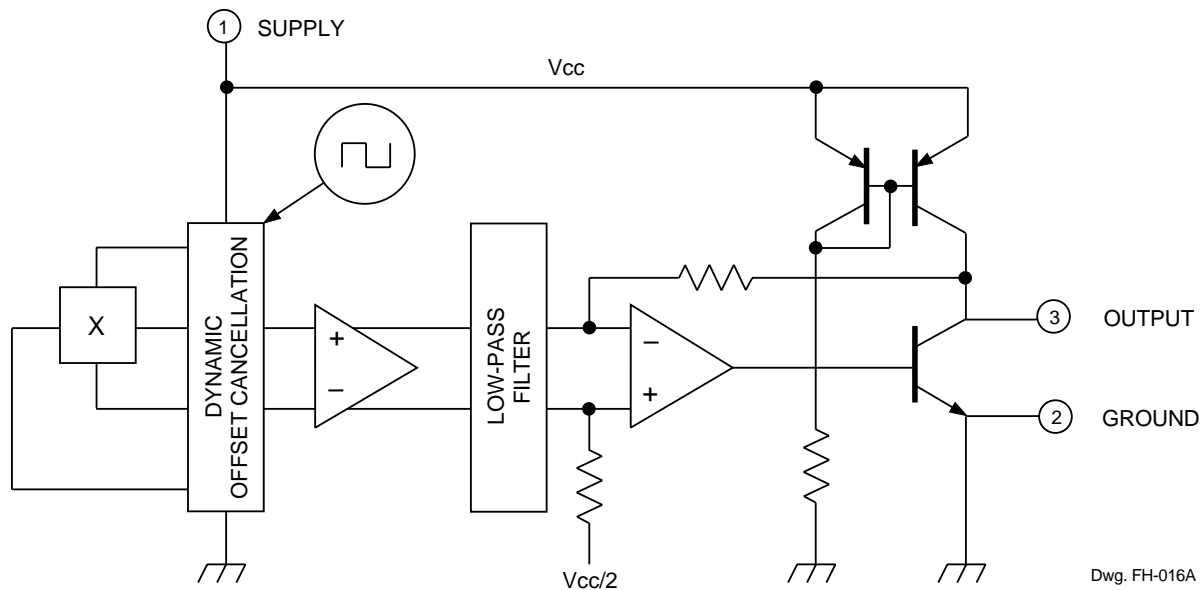 1 SUPPLY
Vcc
X
DYNAMIC
OFFSET CANCELLATION
+
−
LOW-PASS
FILTER
−
+
3 OUTPUT
2 GROUND
Vcc/2
Dwg. FH-016A